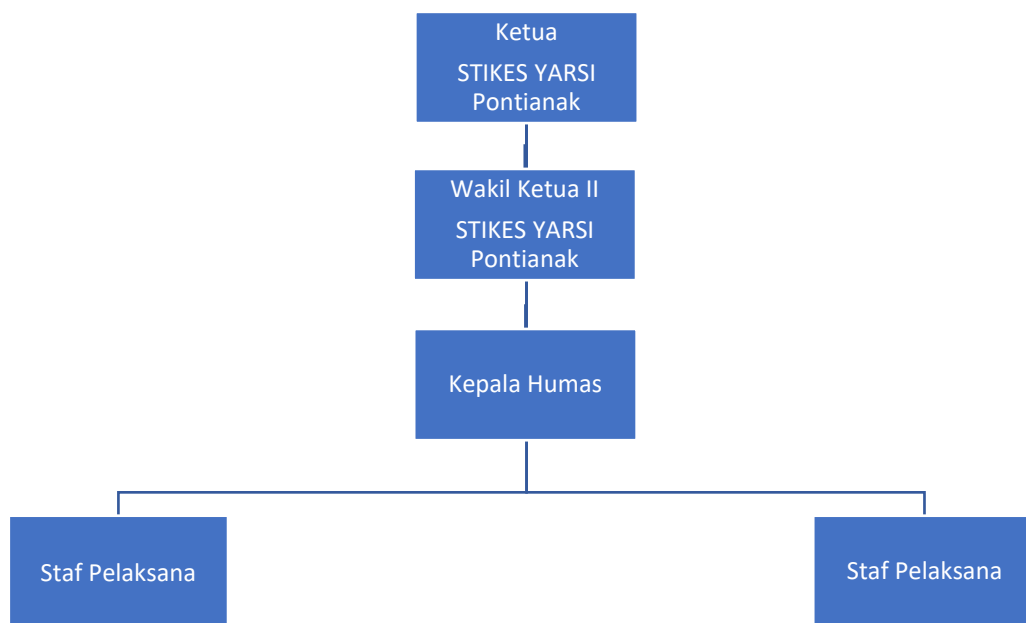 Ketua
STIKES YARSI
Pontianak
Wakil Ketua II
STIKES YARSI
Pontianak
Kepala Humas
Staf Pelaksana
Staf Pelaksana